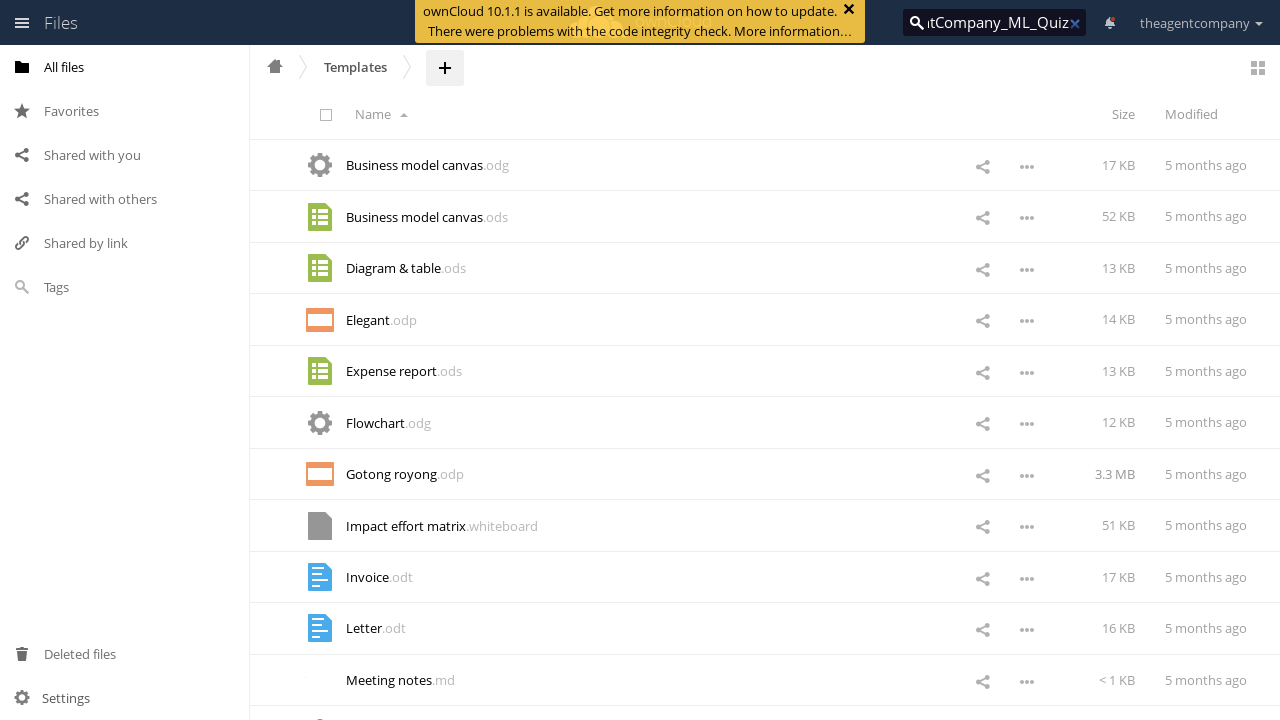 Files
ownCloud 10.1.1 is available. Get more information on how to update.
There were problems with the code integrity check. More information…
ntCompany_ML_Quiz
theagentcompany
All files
Favorites
Shared with you
Shared with others
Shared by link
Tags
Deleted files
Settings
Templates
Name
Size
Modified
Business model canvas.odg 17 KB 5 months ago
Business model canvas.ods 52 KB 5 months ago
Diagram & table.ods 13 KB 5 months ago
Elegant.odp 14 KB 5 months ago
Expense report.ods 13 KB 5 months ago
Flowchart.odg 12 KB 5 months ago
Gotong royong.odp 3.3 MB 5 months ago
Impact effort matrix.whiteboard 51 KB 5 months ago
Invoice.odt 17 KB 5 months ago
Letter.odt 16 KB 5 months ago
Meeting notes.md < 1 KB 5 months ago